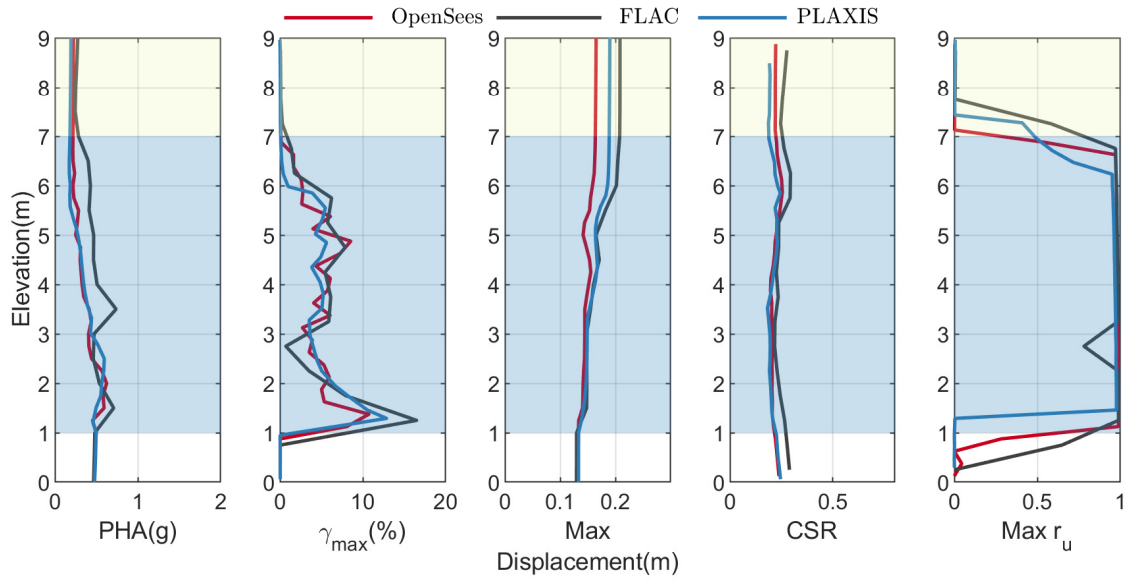 OpenSees FLAC PLAXIS
9 9 9 9 9
8 8 8 8 8
7 7 7 7 7
6 6 6 6 6
5 5 5 5 5
4 4 4 4 4
3 3 3 3 3
2 2 2 2 2
1 1 1 1 1
0 0 0 0 0
Elevation(m)
0 1 2 0 10 20 0 0.1 0.2 0 0.5 0 0.5 1
PHA(g) γmax(%) Max CSR Max ru
Displacement(m)